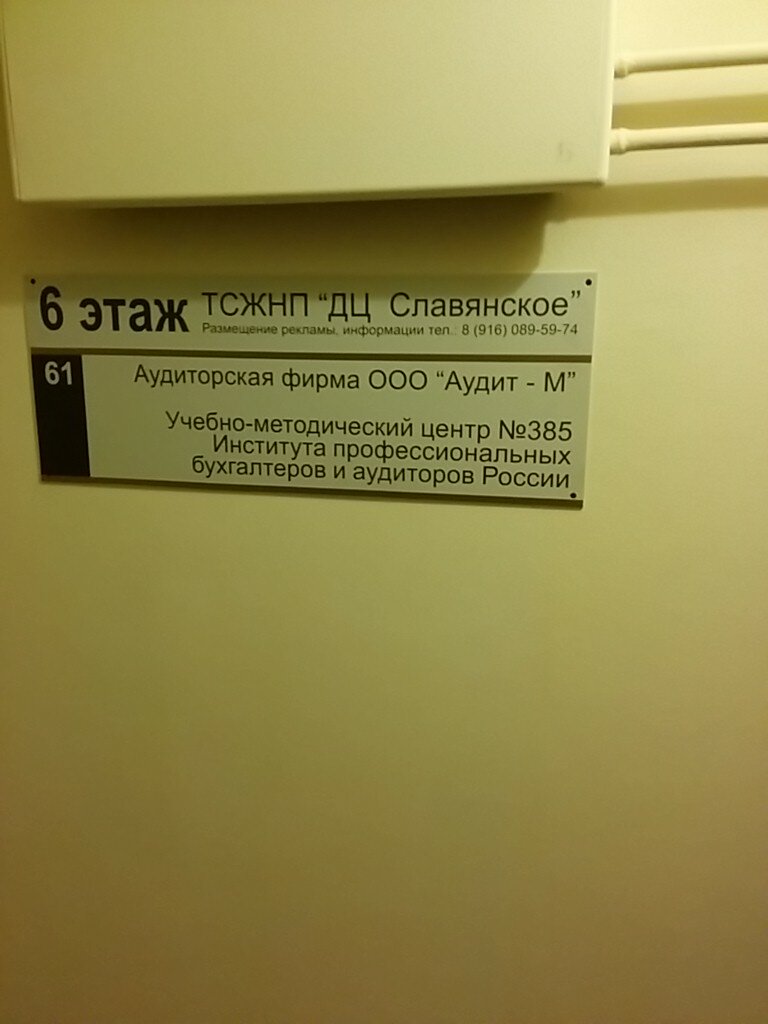 6 этаж ТСЖНП “ДЦ Славянское”
Размещение рекламы, информации тел.: 8 (916) 089-59-74
61 Аудиторская фирма ООО “Аудит - М”
Учебно-методический центр №385
Института профессиональных
бухгалтеров и аудиторов России